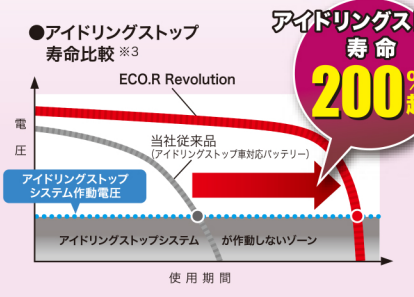 ●アイドリングストップ
寿命比較 ※3
アイドリングス
寿命
200%
ECO.R Revolution
電圧
当社従来品
(アイドリングストップ車対応バッテリー)
アイドリングストップ
システム作動電圧
アイドリングストップシステム が作動しないゾーン
使用期間